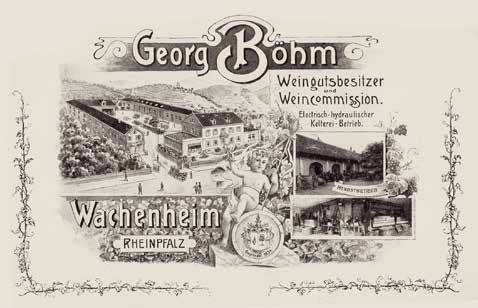 Georg Böhm
Weingutsbesitzer
und
Weincommission.
Electrisch-hydraulischer
Kelterei-Betrieb.
Wachenheim
RHEINPFALZ